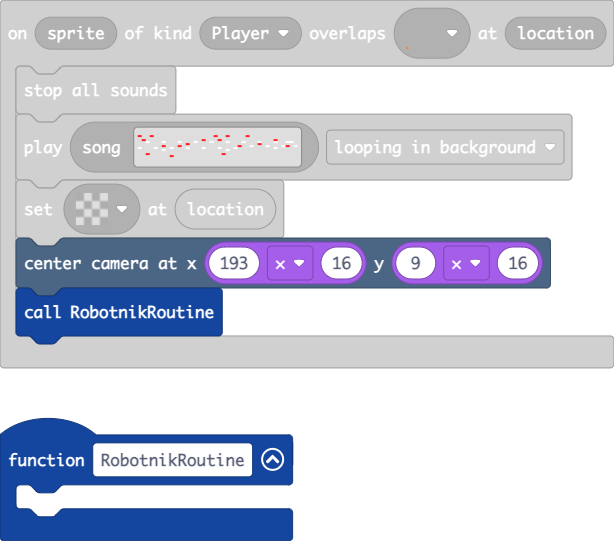 on sprite of kind Player overlaps at location
stop all sounds
play song looping in background
set at location
center camera at x 193 × 16 y 9 × 16
call RobotnikRoutine
function RobotnikRoutine